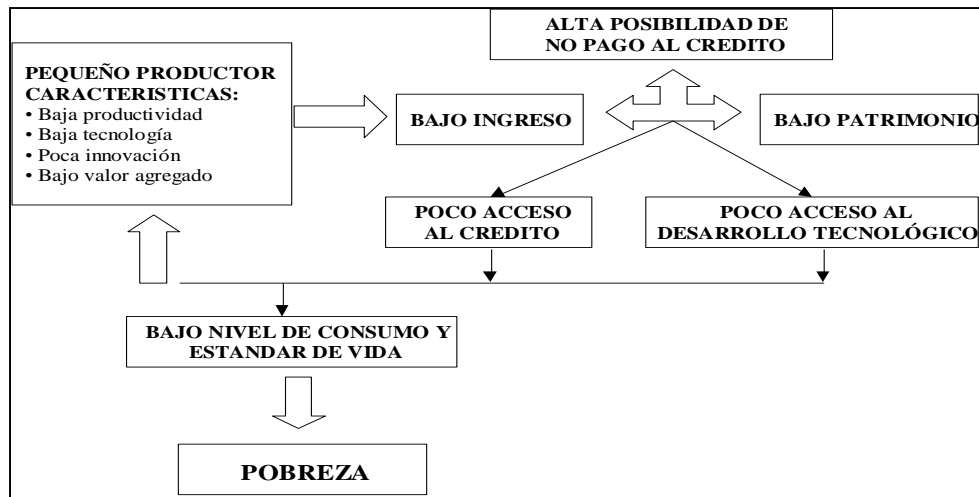 ALTA POSIBILIDAD DE
NO PAGO AL CREDITO
PEQUEÑO PRODUCTOR
CARACTERISTICAS:
• Baja productividad
• Baja tecnología
• Poca innovación
• Bajo valor agregado
BAJO INGRESO
BAJO PATRIMONIO
POCO ACCESO
AL CREDITO
POCO ACCESO AL
DESARROLLO TECNOLÓGICO
BAJO NIVEL DE CONSUMO Y
ESTANDAR DE VIDA
POBREZA